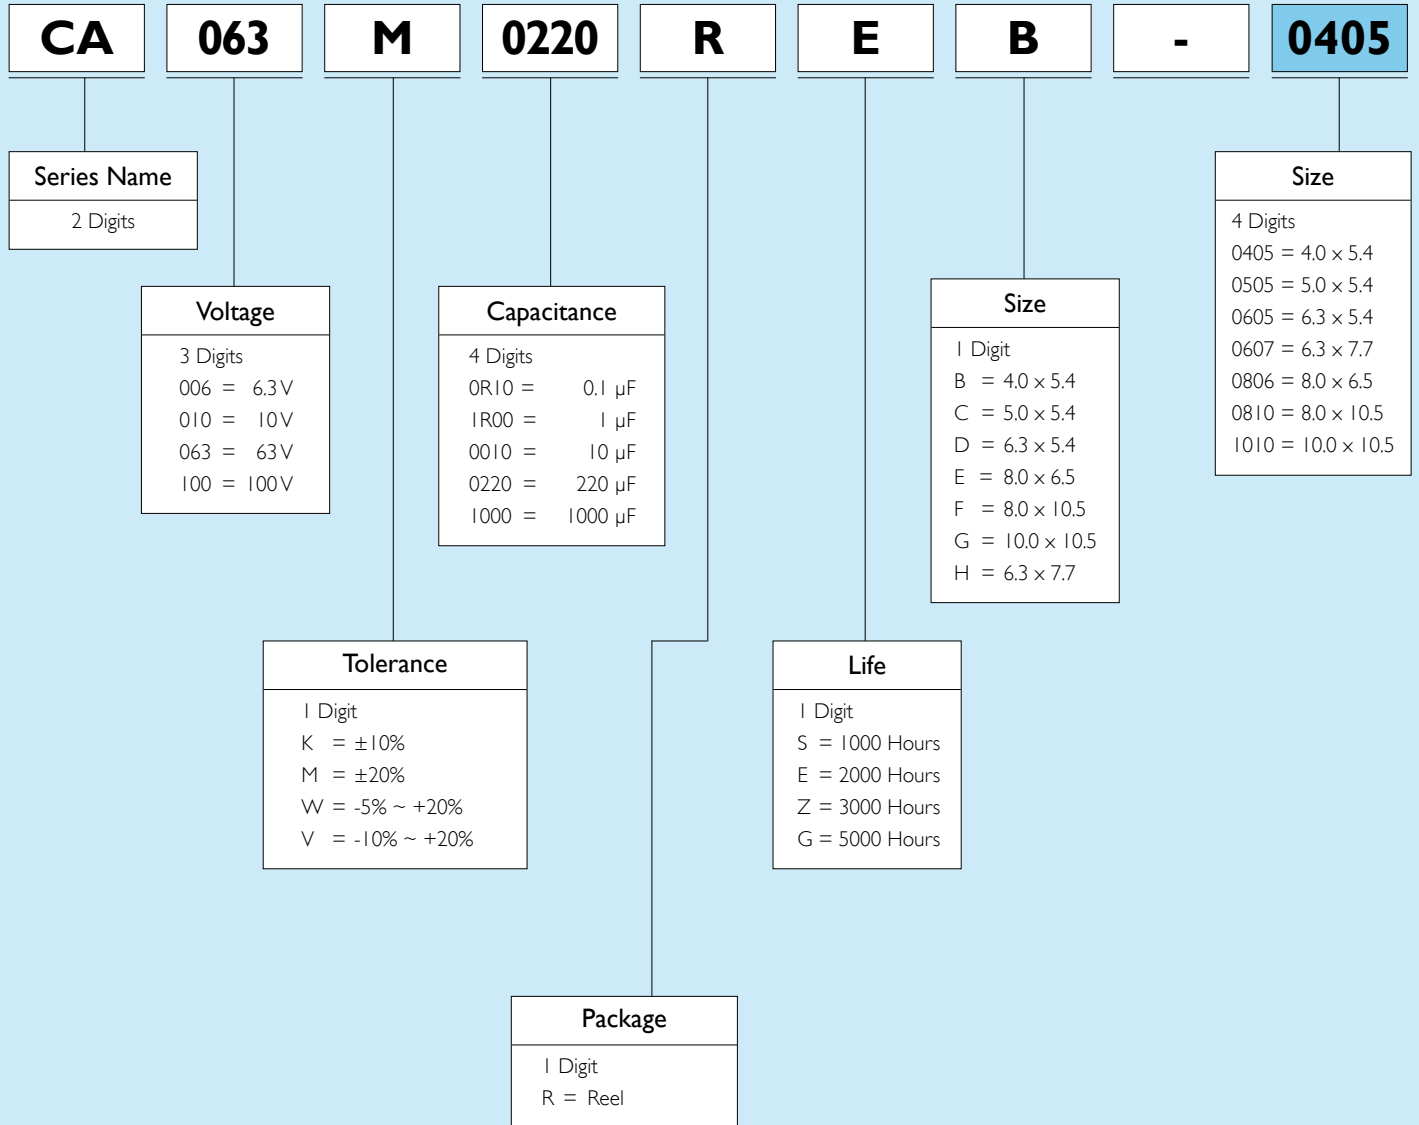 CA 063 M 0220 R E B - 0405
Series Name
2 Digits
Voltage
3 Digits
006 = 6.3 V
010 = 10 V
063 = 63 V
100 = 100 V
Tolerance
1 Digit
K = ±10%
M = ±20%
W = -5% ~ +20%
V = -10% ~ +20%
Capacitance
4 Digits
0R10 = 0.1 µF
1R00 = 1 µF
0010 = 10 µF
0220 = 220 µF
1000 = 1000 µF
Package
1 Digit
R = Reel
Life
1 Digit
S = 1000 Hours
E = 2000 Hours
Z = 3000 Hours
G = 5000 Hours
Size
1 Digit
B = 4.0 x 5.4
C = 5.0 x 5.4
D = 6.3 x 5.4
E = 8.0 x 6.5
F = 8.0 x 10.5
G = 10.0 x 10.5
H = 6.3 x 7.7
Size
4 Digits
0405 = 4.0 x 5.4
0505 = 5.0 x 5.4
0605 = 6.3 x 5.4
0607 = 6.3 x 7.7
0806 = 8.0 x 6.5
0810 = 8.0 x 10.5
1010 = 10.0 x 10.5